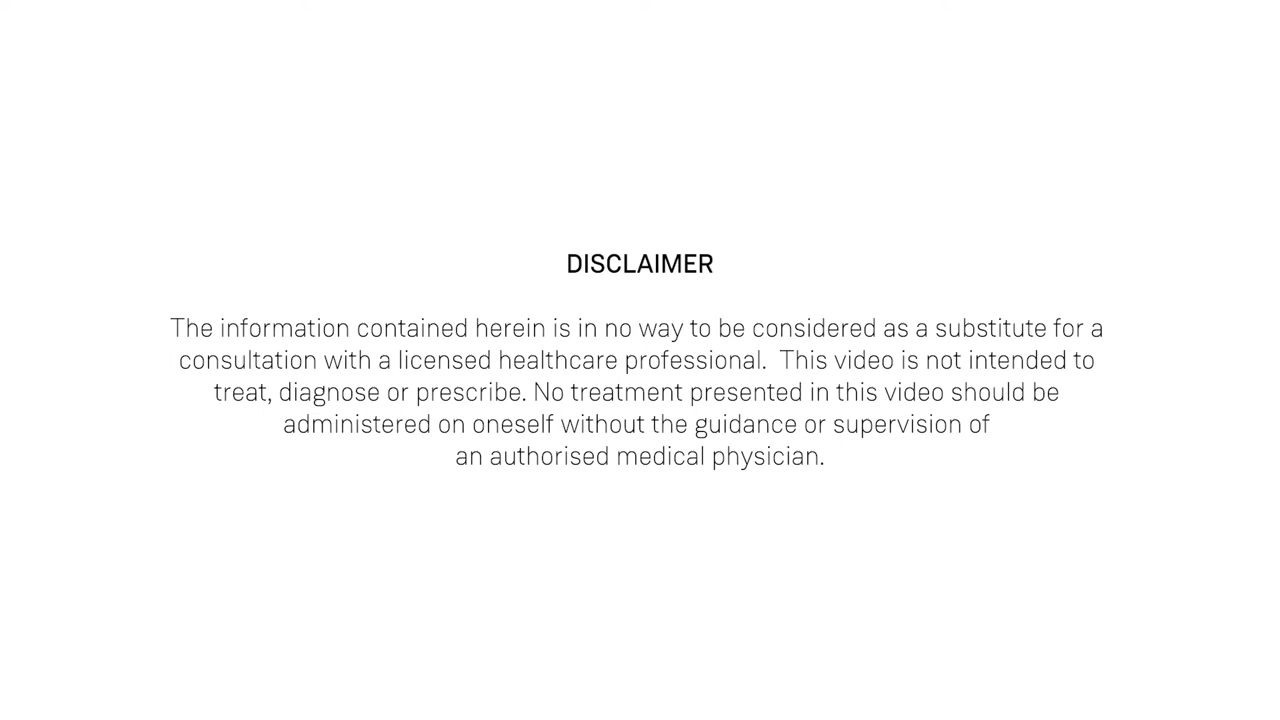 DISCLAIMER
The information contained herein is in no way to be considered as a substitute for a
consultation with a licensed healthcare professional.  This video is not intended to
treat, diagnose or prescribe. No treatment presented in this video should be
administered on oneself without the guidance or supervision of
an authorised medical physician.